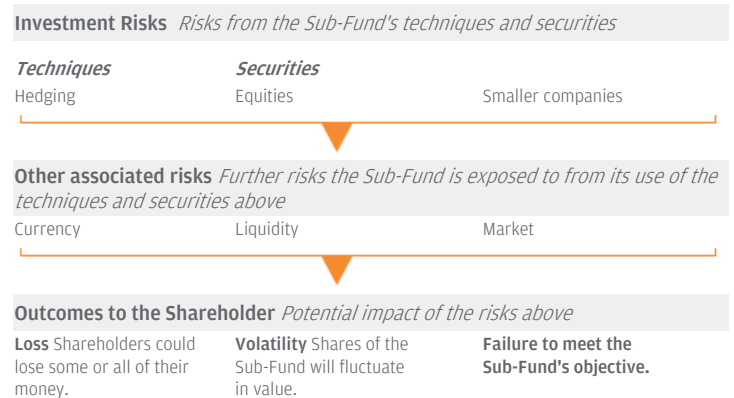 Investment Risks Risks from the Sub-Fund's techniques and securities
Techniques Securities
Hedging Equities Smaller companies
Other associated risks Further risks the Sub-Fund is exposed to from its use of the
techniques and securities above
Currency Liquidity Market
Outcomes to the Shareholder Potential impact of the risks above
Loss Shareholders could
lose some or all of their
money.
Volatility Shares of the
Sub-Fund will fluctuate
in value.
Failure to meet the
Sub-Fund's objective.